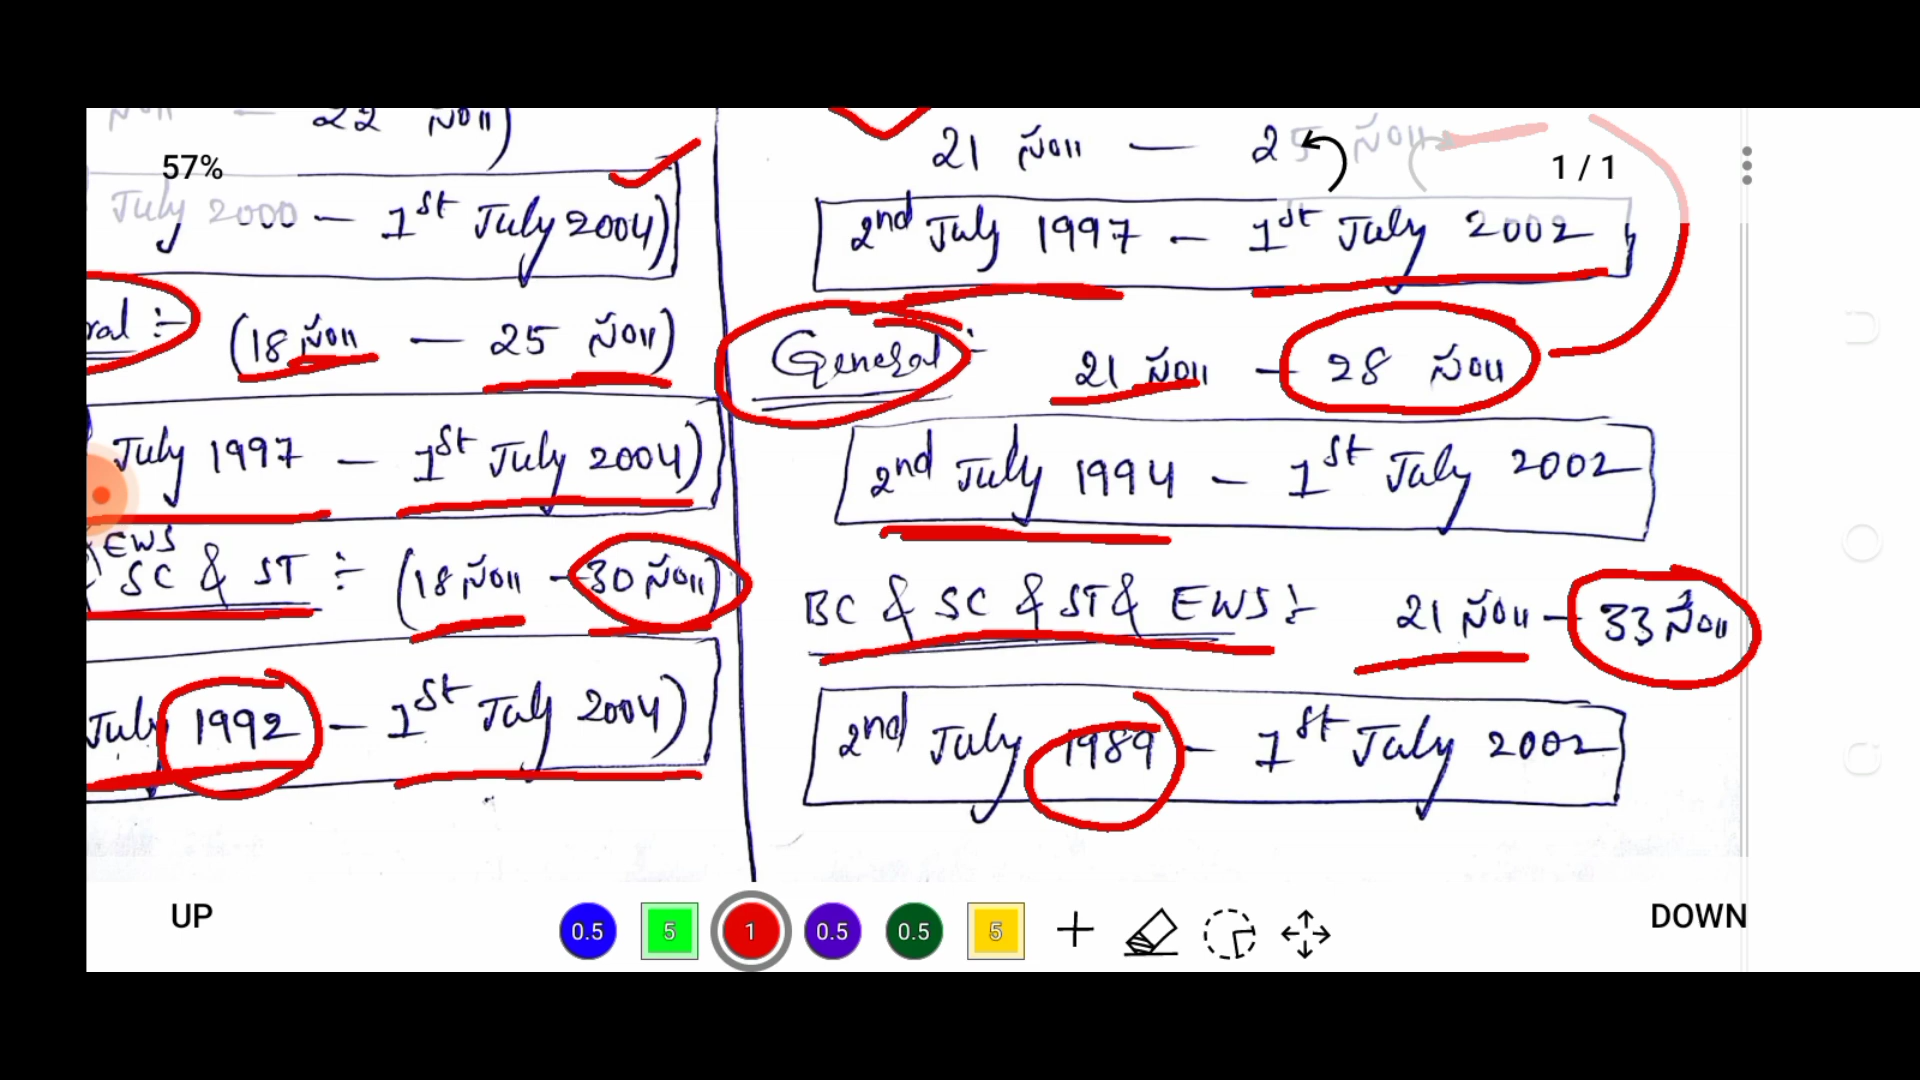 22 సం॥)
57%
July 2000 — 1st July 2004)
ral :-
(18 సం॥ — 25 సం॥)
July 1997 — 1st July 2004)
EWS
SC & ST :- (18 సం॥ — 30 సం॥)
July 1992 — 1st July 2004)
21 సం॥ — 25 సం॥
1 / 1
2nd July 1997 — 1st July 2002
General :-
21 సం॥ — 28 సం॥
2nd July 1994 — 1st July 2002
BC & SC & ST & EWS :- 21 సం॥ — 33 సం॥
2nd July 1989 — 1st July 2002
UP
0.5 5 1 0.5 0.5 5
DOWN